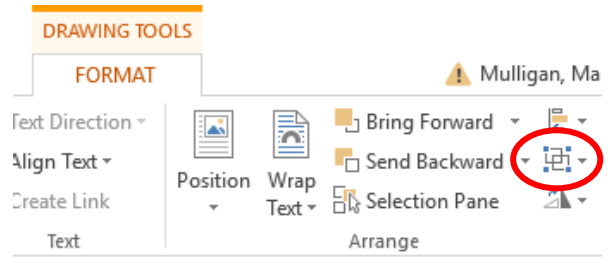 DRAWING TOOLS
FORMAT
Mulligan, Ma
Text Direction
Align Text
Create Link
Text
Position
Wrap
Text
Bring Forward
Send Backward
Selection Pane
Arrange